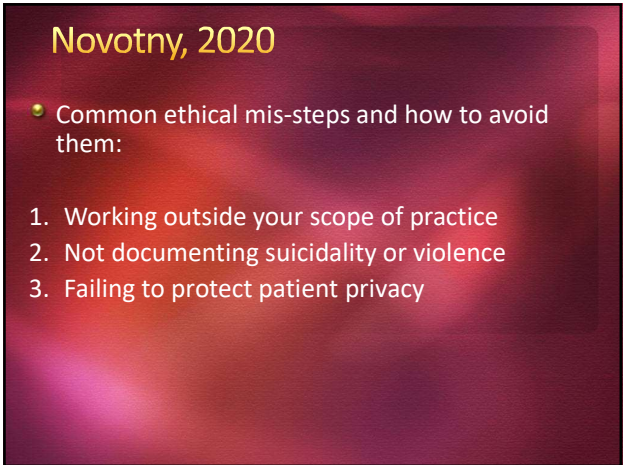 Novotny, 2020
Common ethical mis-steps and how to avoid
them:
1. Working outside your scope of practice
2. Not documenting suicidality or violence
3. Failing to protect patient privacy